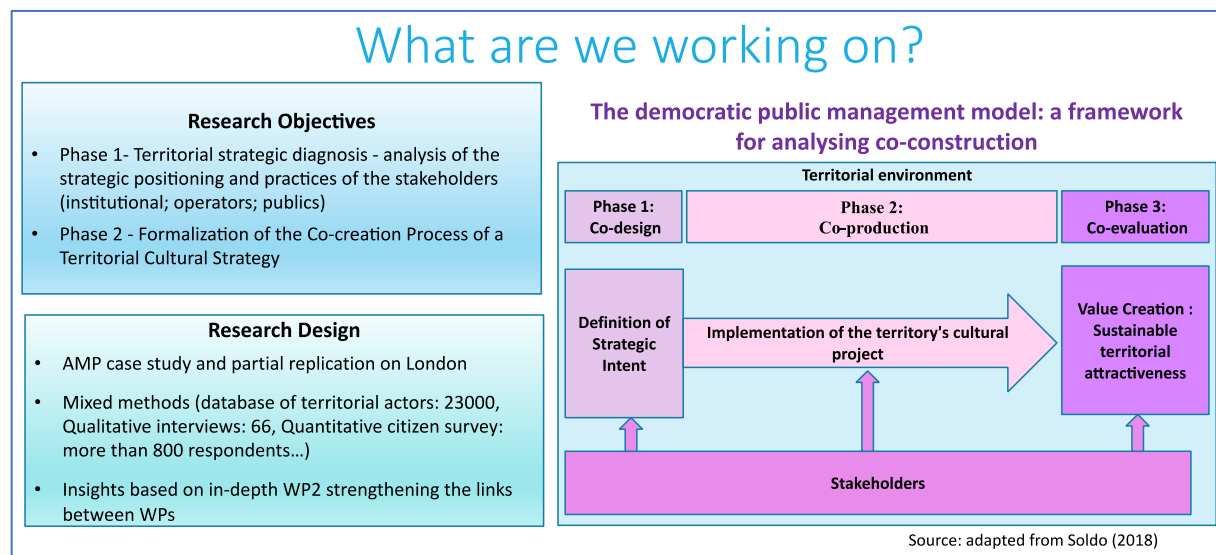 What are we working on?
Research Objectives
• Phase 1- Territorial strategic diagnosis - analysis of the
strategic positioning and practices of the stakeholders
(institutional; operators; publics)
• Phase 2 - Formalization of the Co-creation Process of a
Territorial Cultural Strategy
Research Design
• AMP case study and partial replication on London
• Mixed methods (database of territorial actors: 23000,
Qualitative interviews: 66, Quantitative citizen survey:
more than 800 respondents…)
• Insights based on in-depth WP2 strengthening the links
between WPs
The democratic public management model: a framework
for analysing co-construction
Territorial environment
Phase 1:
Co-design
Phase 2:
Co-production
Phase 3:
Co-evaluation
Definition of
Strategic
Intent
Implementation of the territory's cultural
project
Value Creation :
Sustainable
territorial
attractiveness
Stakeholders
Source: adapted from Soldo (2018)